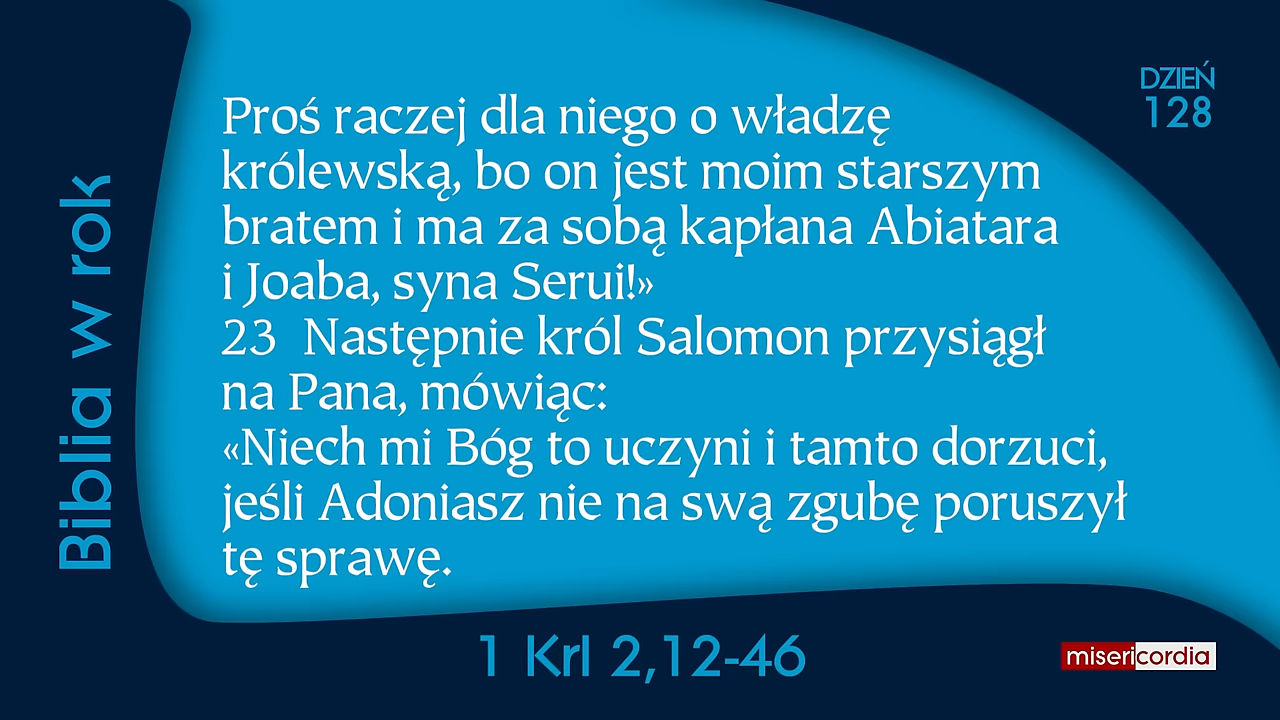 DZIEŃ
128
Proś raczej dla niego o władzę
królewską, bo on jest moim starszym
bratem i ma za sobą kapłana Abiatara
i Joaba, syna Serui!»
23 Następnie król Salomon przysiągł
na Pana, mówiąc:
«Niech mi Bóg to uczyni i tamto dorzuci,
jeśli Adoniasz nie na swą zgubę poruszył
tę sprawę.
Biblia w rok
1 Krl 2,12-46
misericordia